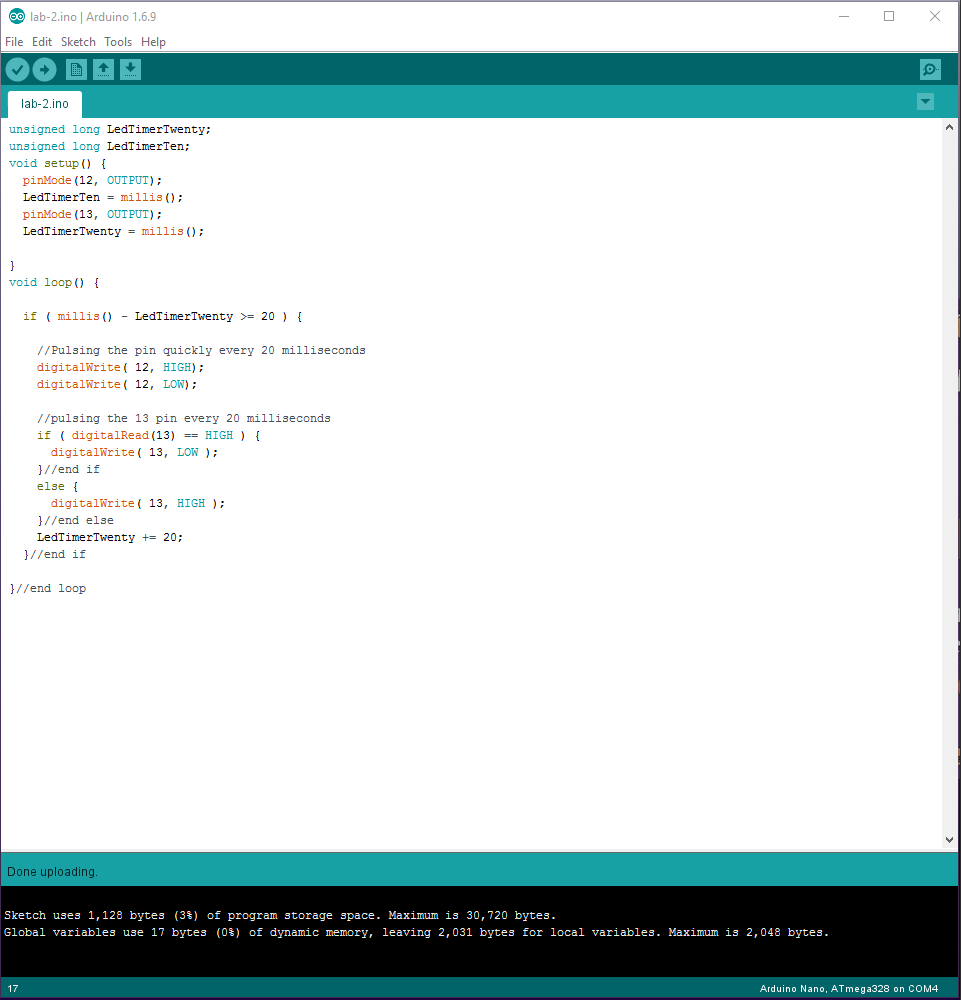 lab-2.ino | Arduino 1.6.9
File Edit Sketch Tools Help
lab-2.ino
unsigned long LedTimerTwenty;
unsigned long LedTimerTen;
void setup() {
  pinMode(12, OUTPUT);
  LedTimerTen = millis();
  pinMode(13, OUTPUT);
  LedTimerTwenty = millis();
}
void loop() {
  if ( millis() - LedTimerTwenty >= 20 ) {
    //Pulsing the pin quickly every 20 milliseconds
    digitalWrite( 12, HIGH);
    digitalWrite( 12, LOW);
    //pulsing the 13 pin every 20 milliseconds
    if ( digitalRead(13) == HIGH ) {
      digitalWrite( 13, LOW );
    }//end if
    else {
      digitalWrite( 13, HIGH );
    }//end else
    LedTimerTwenty += 20;
  }//end if
}//end loop
Done uploading.
Sketch uses 1,128 bytes (3%) of program storage space. Maximum is 30,720 bytes.
Global variables use 17 bytes (0%) of dynamic memory, leaving 2,031 bytes for local variables. Maximum is 2,048 bytes.
17 Arduino Nano, ATmega328 on COM4